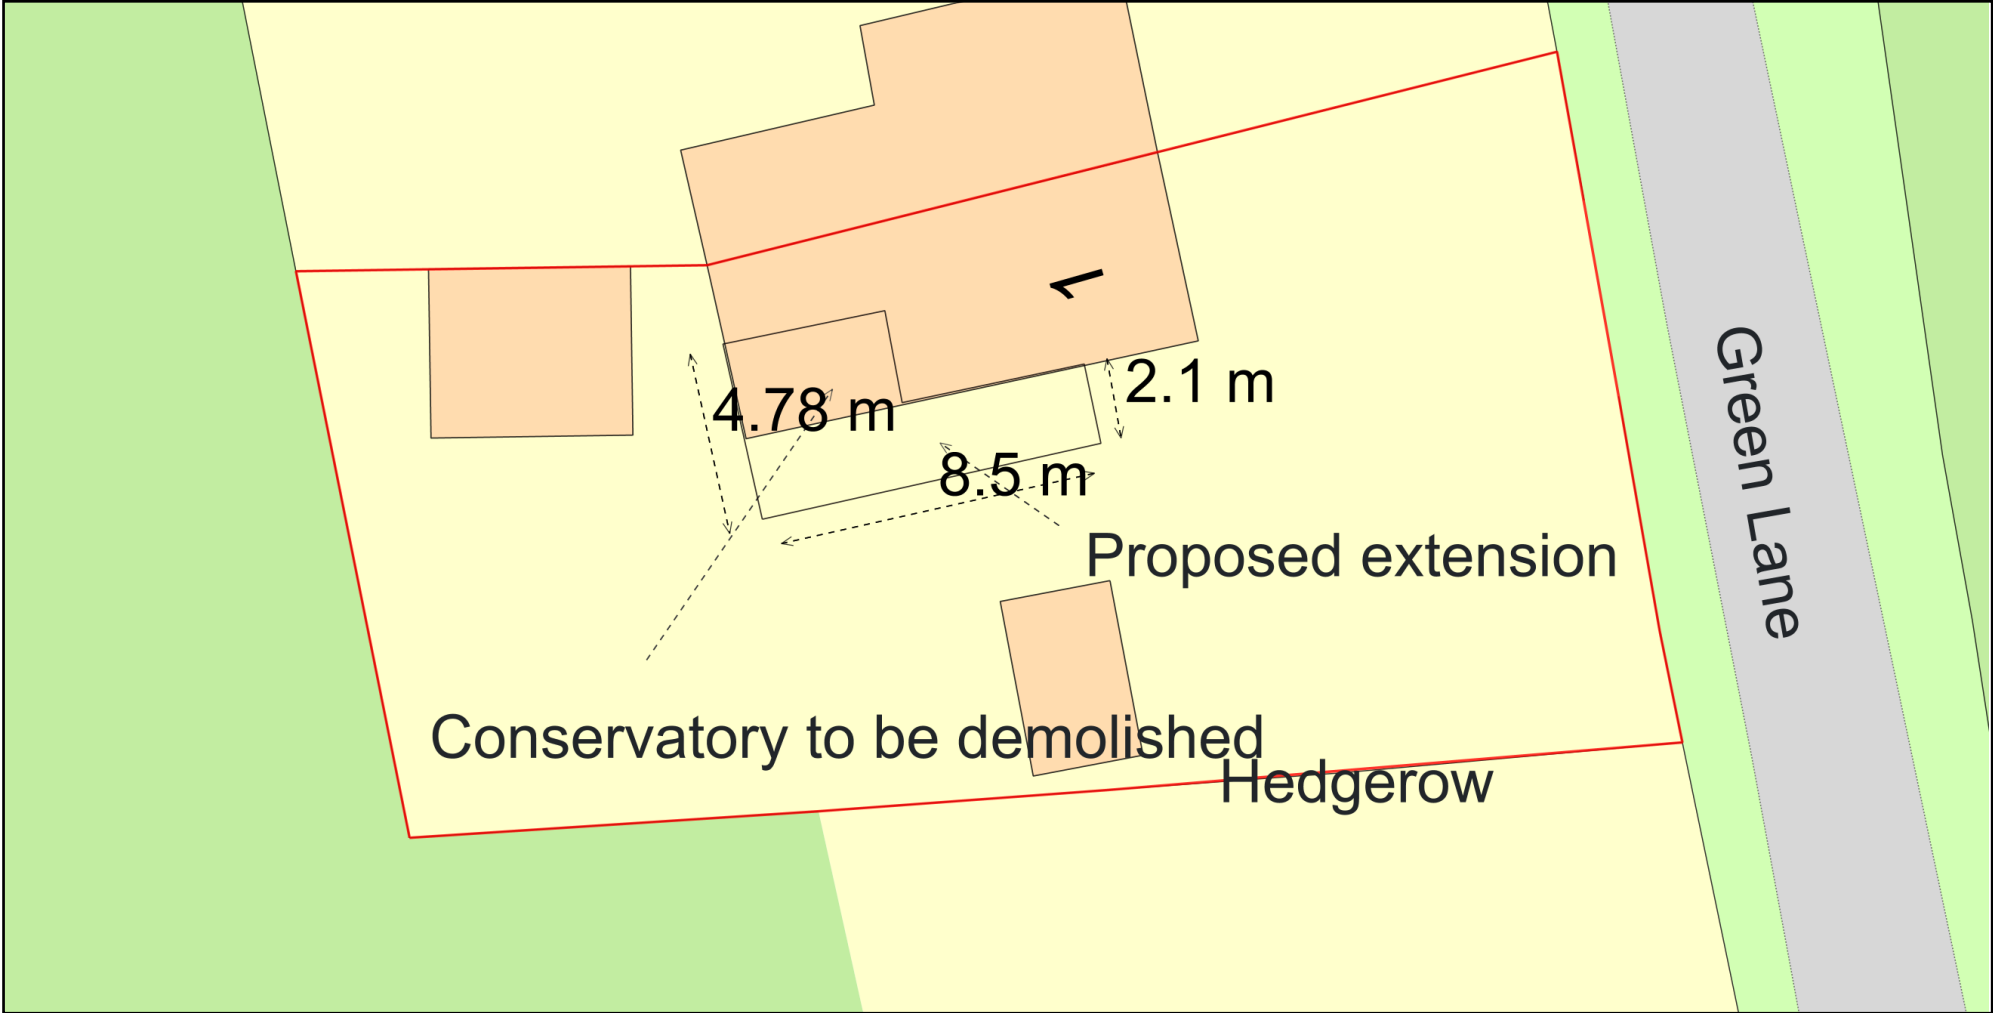 1
2.1 m
4.78 m
8.5 m
Proposed extension
Green Lane
Conservatory to be demolished
Hedgerow